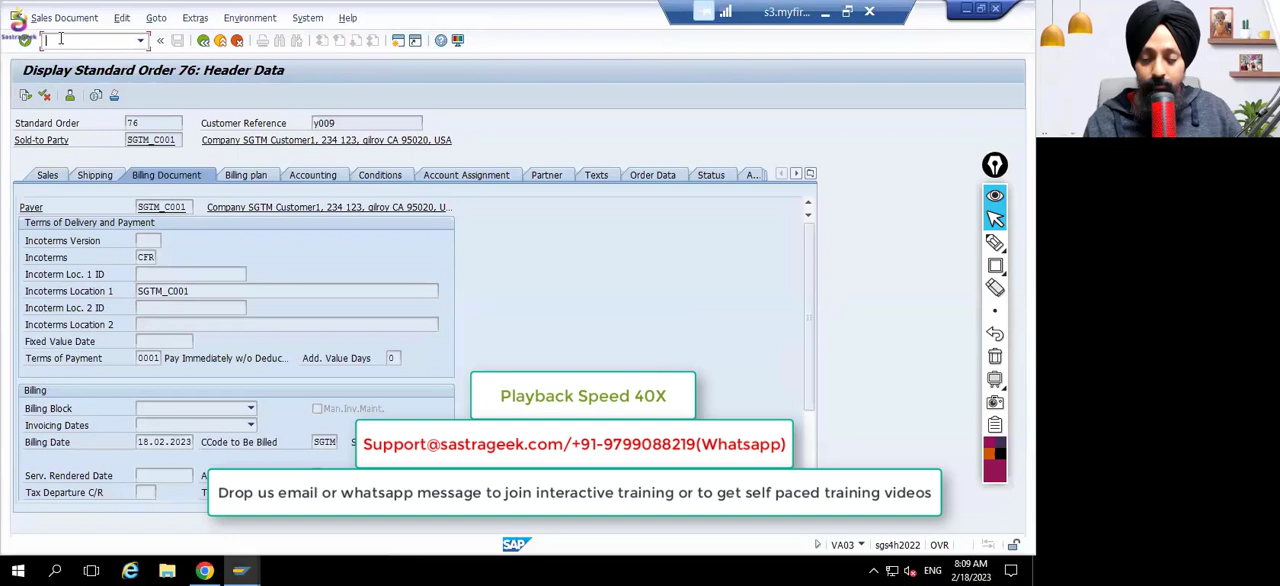 Sales Document Edit Goto Extras Environment System Help
s3.myfir...
SastraGeek
Display Standard Order 76: Header Data
Standard Order 76 Customer Reference y009
Sold-to Party SGTM_C001 Company SGTM Customer1, 234 123, gilroy CA 95020, USA
Sales Shipping Billing Document Billing plan Accounting Conditions Account Assignment Partner Texts Order Data Status A...
Payer SGTM_C001 Company SGTM Customer1, 234 123, gilroy CA 95020, U...
Terms of Delivery and Payment
Incoterms Version
Incoterms CFR
Incoterm Loc. 1 ID
Incoterms Location 1 SGTM_C001
Incoterm Loc. 2 ID
Incoterms Location 2
Fixed Value Date
Terms of Payment 0001 Pay Immediately w/o Deduc... Add. Value Days 0
Billing
Playback Speed 40X
Billing Block Man.Inv.Maint.
Invoicing Dates
Billing Date 18.02.2023 CCode to Be Billed SGTM
Support@sastrageek.com/+91-9799088219(Whatsapp)
Serv. Rendered Date
Tax Departure C/R
Drop us email or whatsapp message to join interactive training or to get self paced training videos
SAP VA03 sgs4h2022 OVR
ENG 8:09 AM
2/18/2023